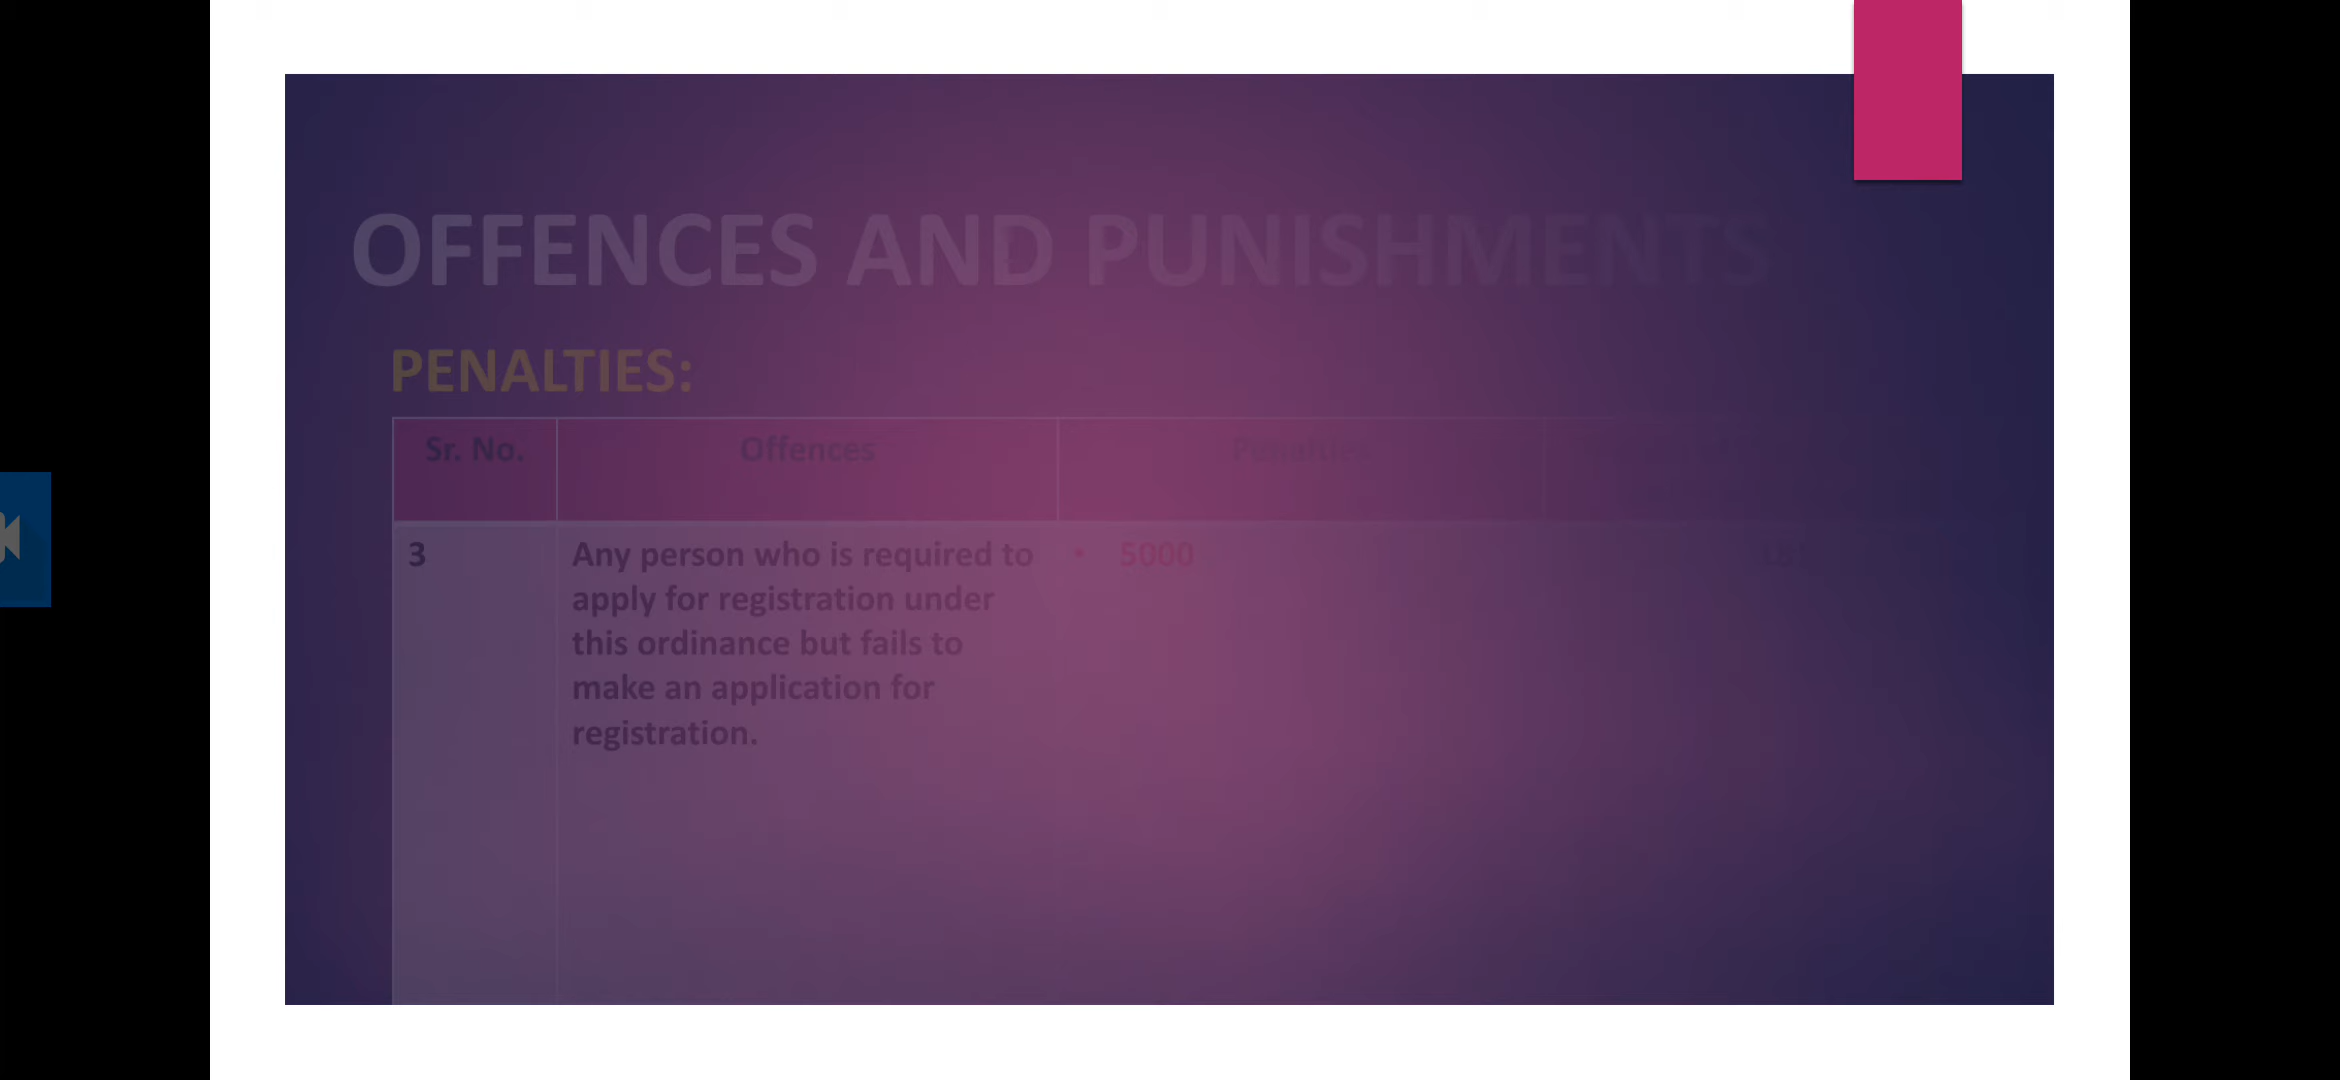 OFFENCES AND PUNISHMENTS
PENALTIES:
Sr. No.
Offences
Penalties
3
Any person who is required to
apply for registration under
this ordinance but fails to
make an application for
registration.
• 5000